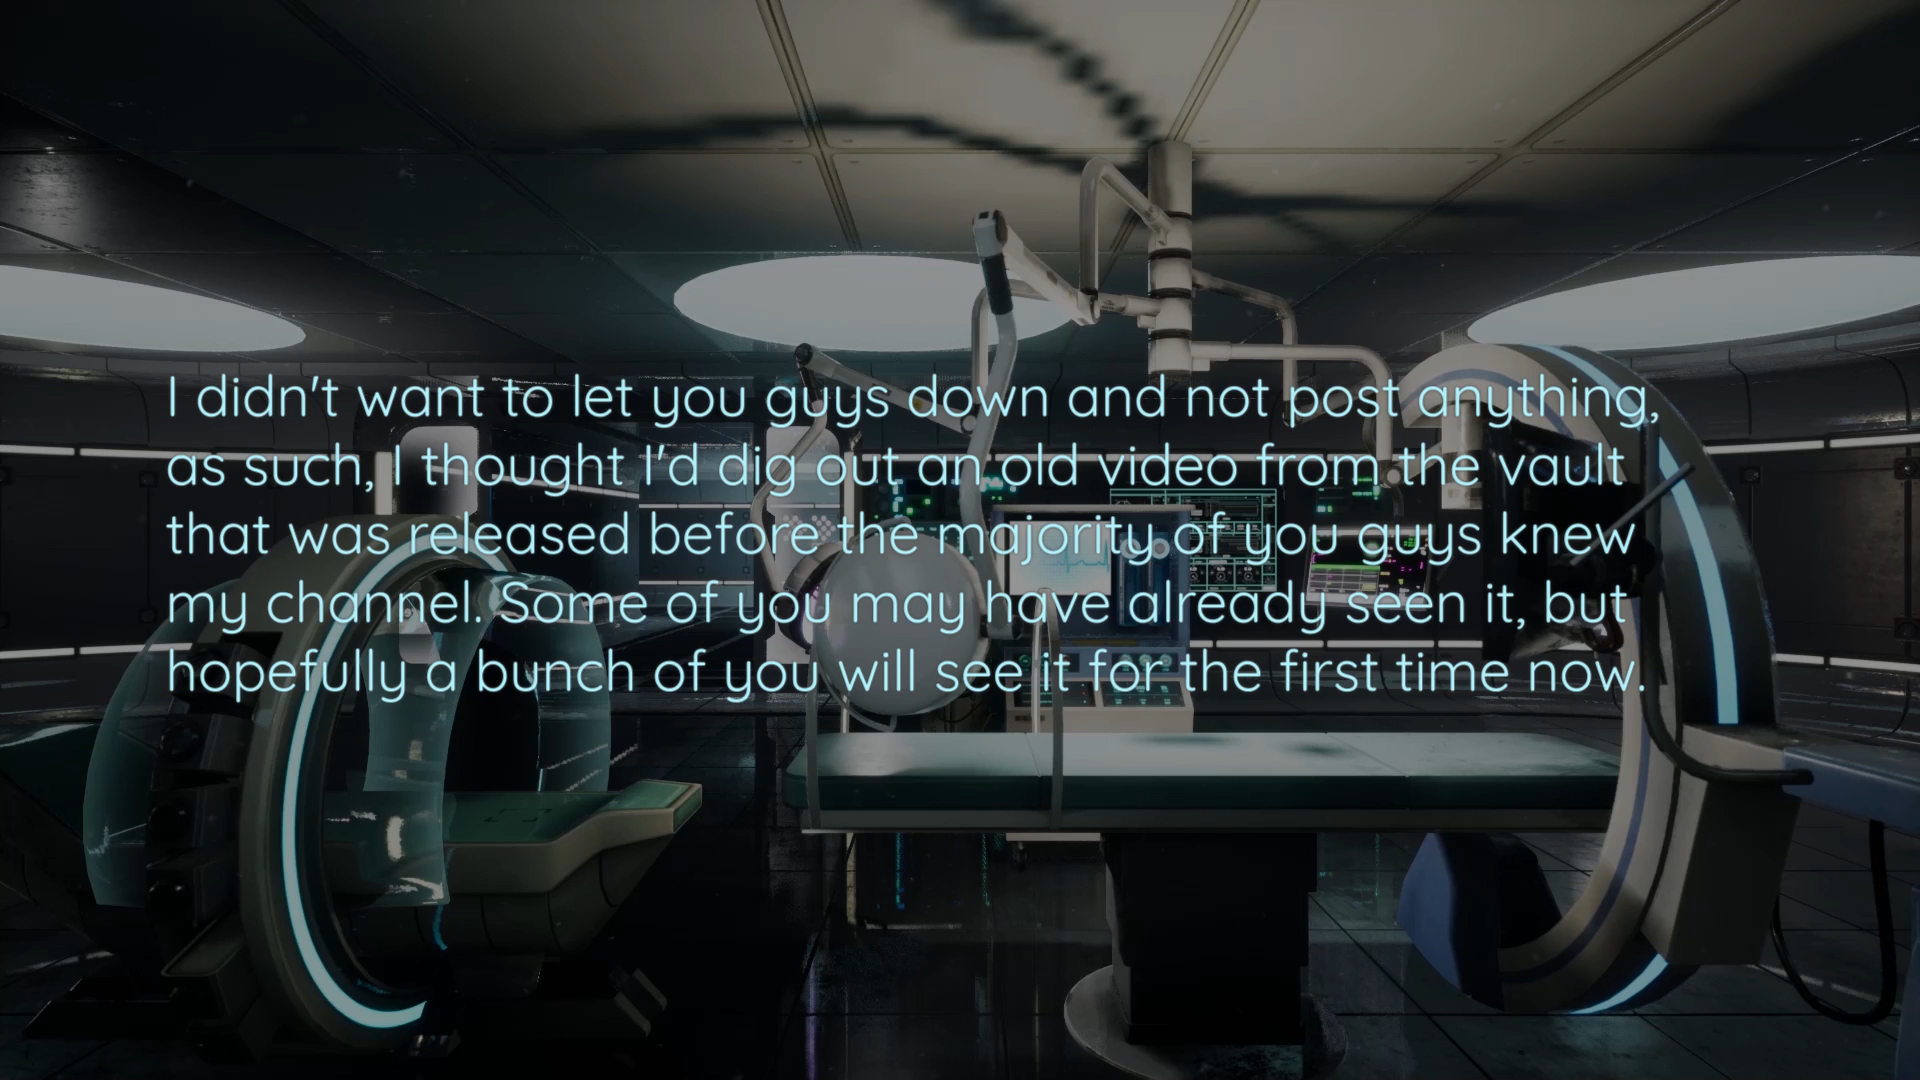 I didn't want to let you guys down and not post anything,
as such, I thought I'd dig out an old video from the vault
that was released before the majority of you guys knew
my channel. Some of you may have already seen it, but
hopefully a bunch of you will see it for the first time now.